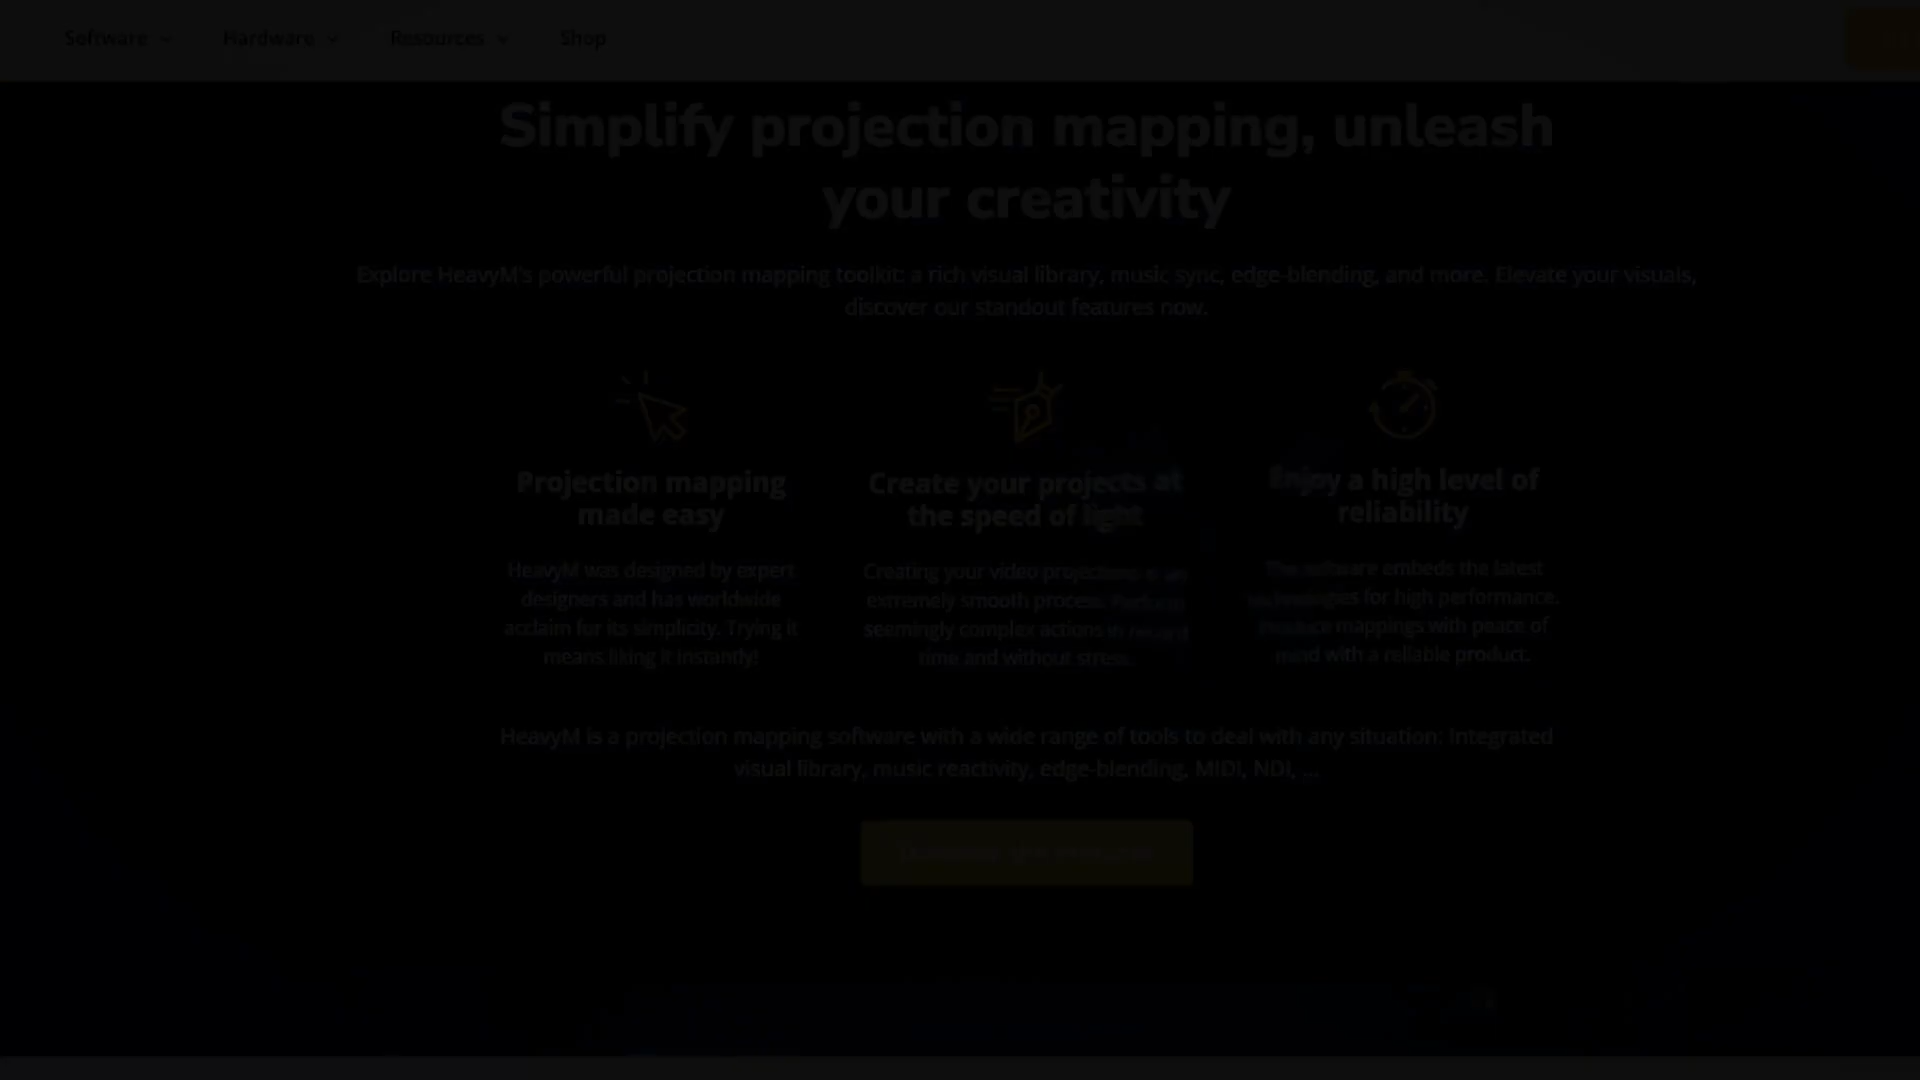 Software
Hardware
Resources
Shop
Simplify projection mapping, unleash
your creativity
Explore HeavyM's powerful projection mapping toolkit: a rich visual library, music sync, edge-blending, and more. Elevate your visuals,
discover our standout features now.
Projection mapping
made easy
HeavyM was designed by expert
designers and has worldwide
acclaim for its simplicity. Trying it
means liking it instantly!
Create your projects at
the speed of light
Creating your video projections is an
extremely smooth process. Perform
seemingly complex actions in record
time and without stress.
Enjoy a high level of
reliability
The software embeds the latest
technologies for high performance.
Produce mappings with peace of
mind with a reliable product.
HeavyM is a projection mapping software with a wide range of tools to deal with any situation: Integrated
visual library, music reactivity, edge-blending, MIDI, NDI, ...